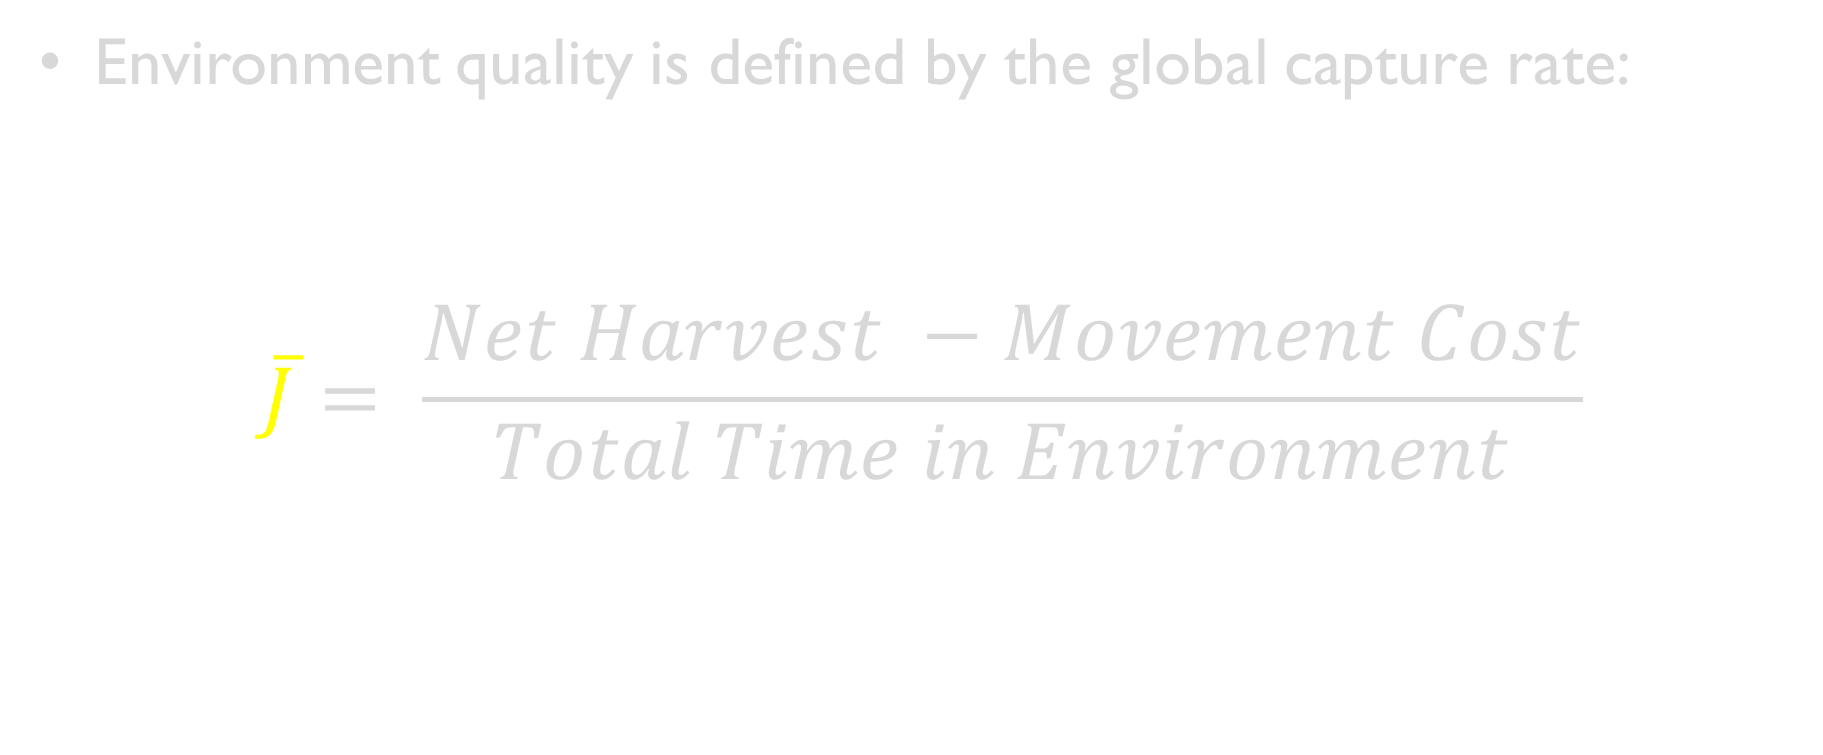 • Environment quality is defined by the global capture rate:
Net Harvest − Movement Cost
J̅ =
Total Time in Environment